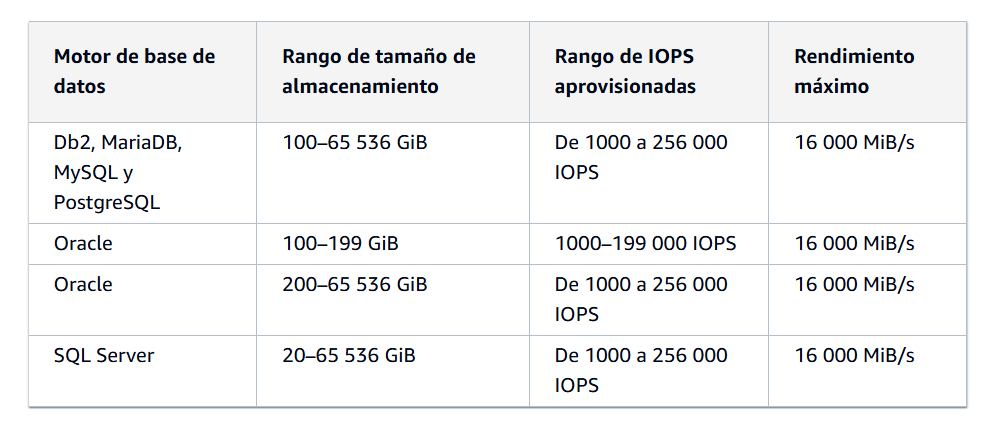 Motor de base de datos
Rango de tamaño de almacenamiento
Rango de IOPS aprovisionadas
Rendimiento máximo
Db2, MariaDB, MySQL y PostgreSQL
100–65 536 GiB
De 1000 a 256 000 IOPS
16 000 MiB/s
Oracle
100–199 GiB
1000–199 000 IOPS
16 000 MiB/s
Oracle
200–65 536 GiB
De 1000 a 256 000 IOPS
16 000 MiB/s
SQL Server
20–65 536 GiB
De 1000 a 256 000 IOPS
16 000 MiB/s